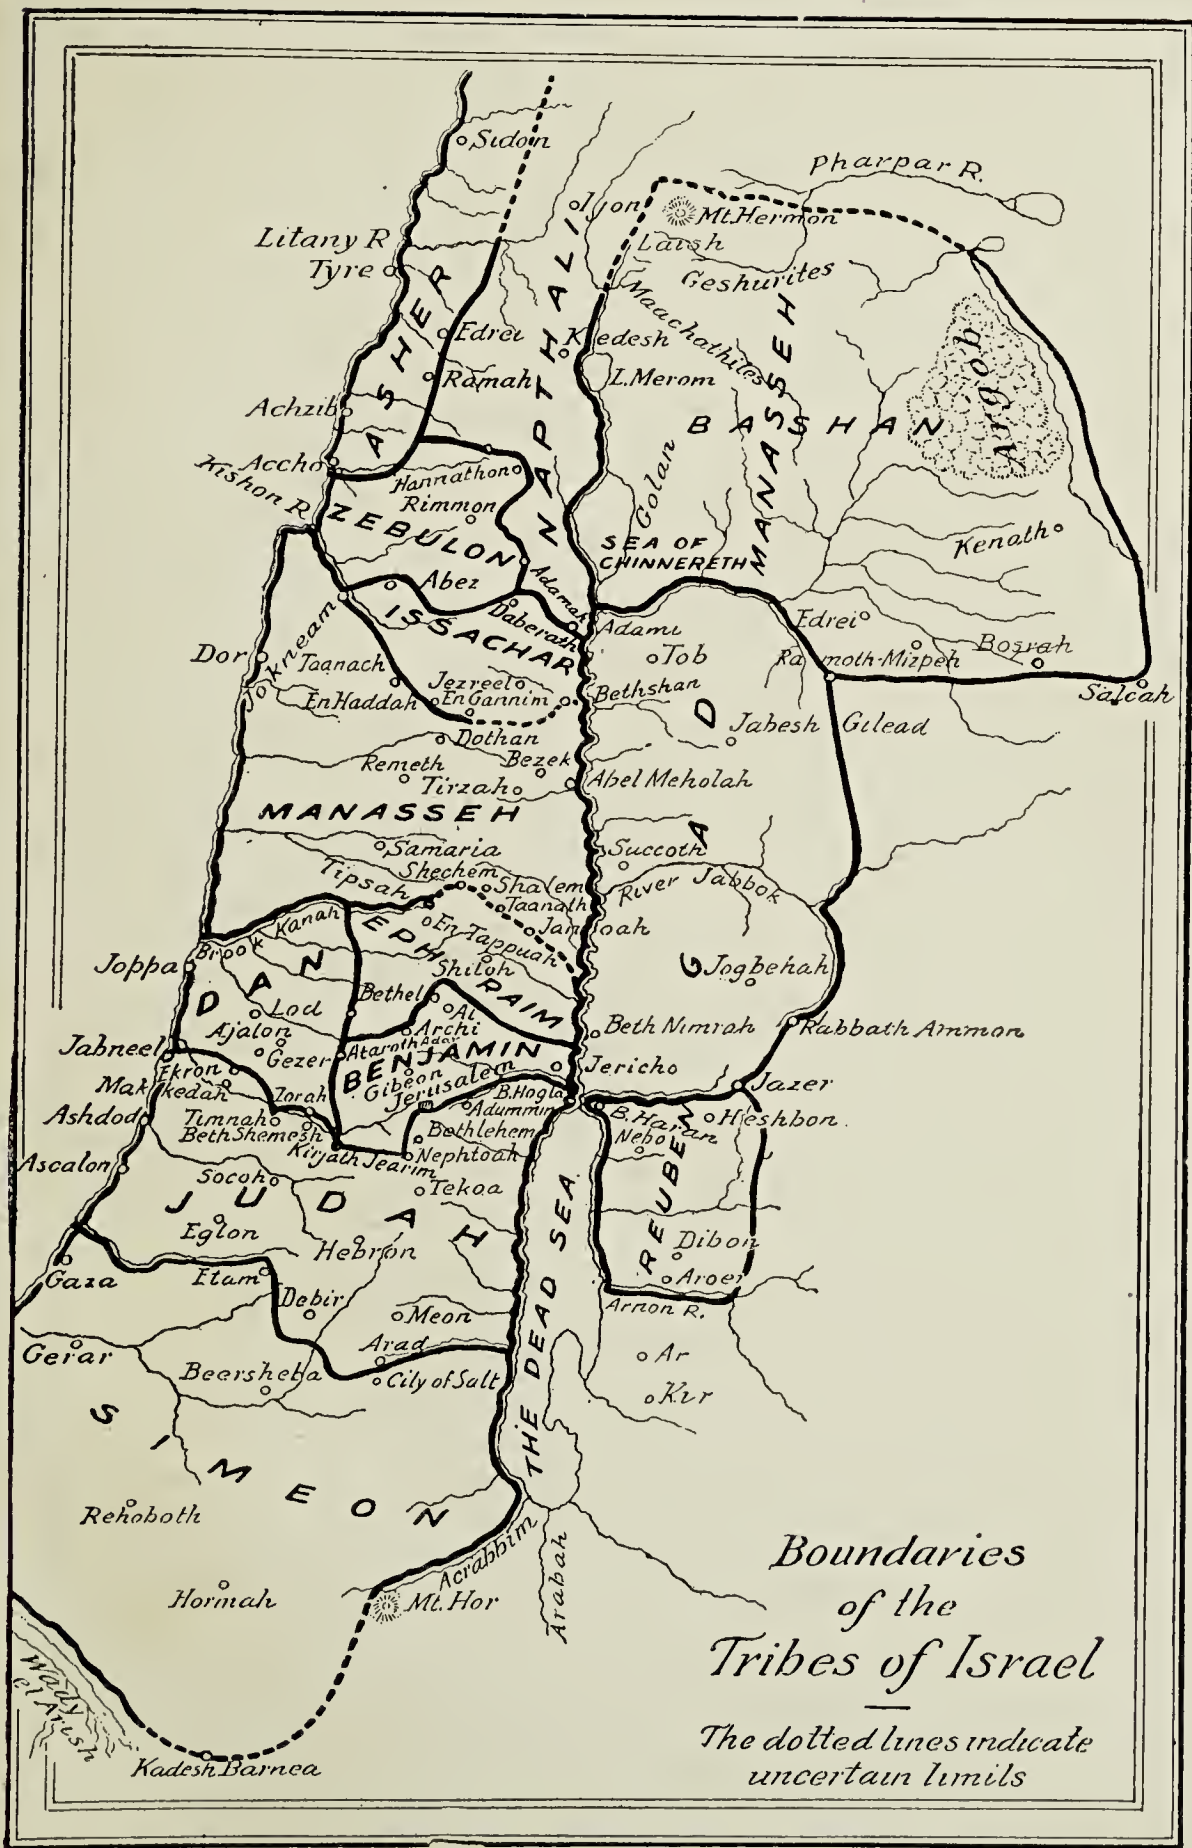 Sidon
Pharpar R.
Ijon
Mt. Hermon
Litany R
Laish
Tyre
Geshurites
Maachathites
ASHER
NAPTHALI
MANASSEH
Edrei
Kedesh
Argob
Ramah
L. Merom
Achzib
BASHAN
Accho
Kishon R.
Hannathon
Golan
Rimmon
ZEBULON
SEA OF
CHINNERETH
Kenath
Abez
Adamah
Daberath
ISSACHAR
Adami
Edrei
Jokneam
Dor
Taanach
Tob
Ramoth-Mizpeh
Bosrah
Jezreel
En Haddah
En Gannim
Bethshan
Salcah
GAD
Jabesh Gilead
Dothan
Remeth
Bezek
Tirzah
Abel Meholah
MANASSEH
Samaria
Succoth
Shechem
Tipsah
Shalem
River Jabbok
Taanath
Brook Kanah
EPHRAIM
Janoah
En Tappuah
Joppa
DAN
Shiloh
Jogbehah
Bethel
Lod
Ai
Ajalon
Archi
Beth Nimrah
Rabbath Ammon
Jabneel
Gezer
Ataroth Adar
BENJAMIN
Ekron
Gibeon
Jericho
Makkedah
Zorah
Jerusalem
B. Hogla
Jazer
Ashdod
Adummin
B. Haran
Heshbon
Timnah
Beth Shemesh
Bethlehem
Nebo
Kirjath Jearim
Nephtoah
Ascalon
Socoh
Tekoa
REUBEN
JUDAH
Eglon
Hebron
Dibon
Gaza
Etam
Aroer
Debir
Meon
Arnon R.
THE DEAD SEA
Gerar
Arad
Ar
Beersheba
City of Salt
Kir
SIMEON
Rehoboth
Acrabbim
Arabah
Hormah
Mt. Hor
Wady
el Arish
Kadesh Barnea
Boundaries
of the
Tribes of Israel
The dotted lines indicate
uncertain limits